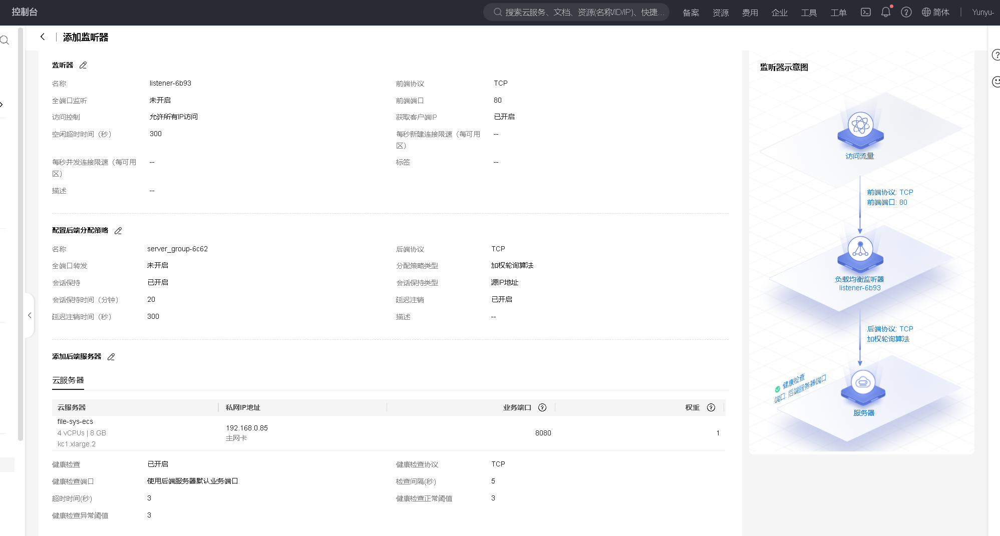 控制台
搜索云服务、文档、资源(名称/ID/IP)、快捷...
备案 资源 费用 企业 工具 工单 简体 Yunyu-
添加监听器
监听器
名称 listener-6b93 前端协议 TCP
全端口监听 未开启 前端端口 80
访问控制 允许所有IP访问 获取客户端IP 已开启
空闲超时时间（秒） 300 每秒新建连接限速（每可用
区） --
每秒并发连接限速（每可用
区） -- 标签 --
描述 --
配置后端分配策略
名称 server_group-6c62 后端协议 TCP
全端口转发 未开启 分配策略类型 加权轮询算法
会话保持 已开启 会话保持类型 源IP地址
会话保持时间（分钟） 20 延迟注销 已开启
延迟注销时间（秒） 300 描述 --
添加后端服务器
云服务器
云服务器 私网IP地址 业务端口 权重
file-sys-ecs
4 vCPUs | 8 GB
kc1.xlarge.2
192.168.0.85
主网卡
8080
1
健康检查 已开启 健康检查协议 TCP
健康检查端口 使用后端服务器默认业务端口 检查间隔(秒) 5
超时时间(秒) 3 健康检查正常阈值 3
健康检查异常阈值 3
监听器示意图
访问流量
前端协议: TCP
前端端口: 80
负载均衡监听器
listener-6b93
后端协议: TCP
加权轮询算法
健康检查
端口: 后端服务器端口
服务器